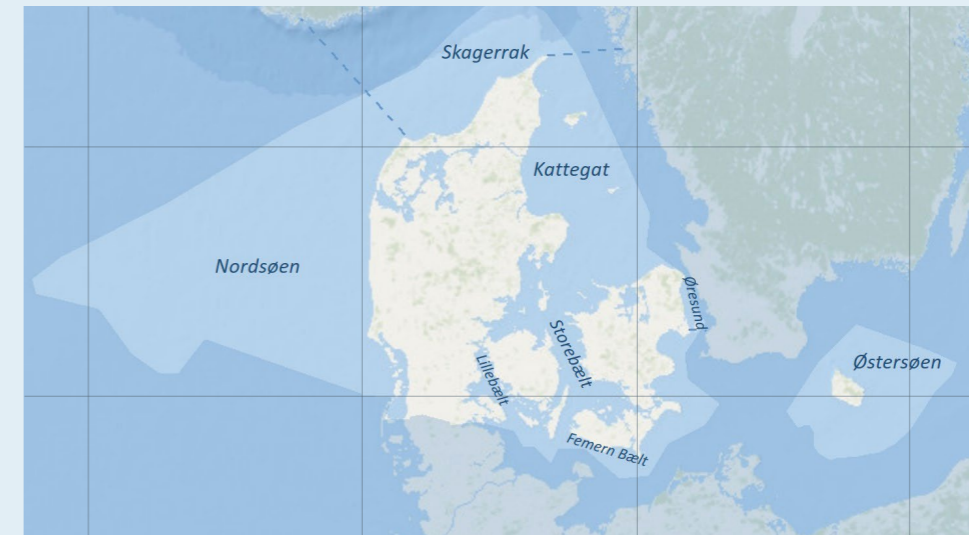 Skagerrak
Kattegat
Nordsøen
Øresund
Storebælt
Lillebælt
Østersøen
Femern Bælt